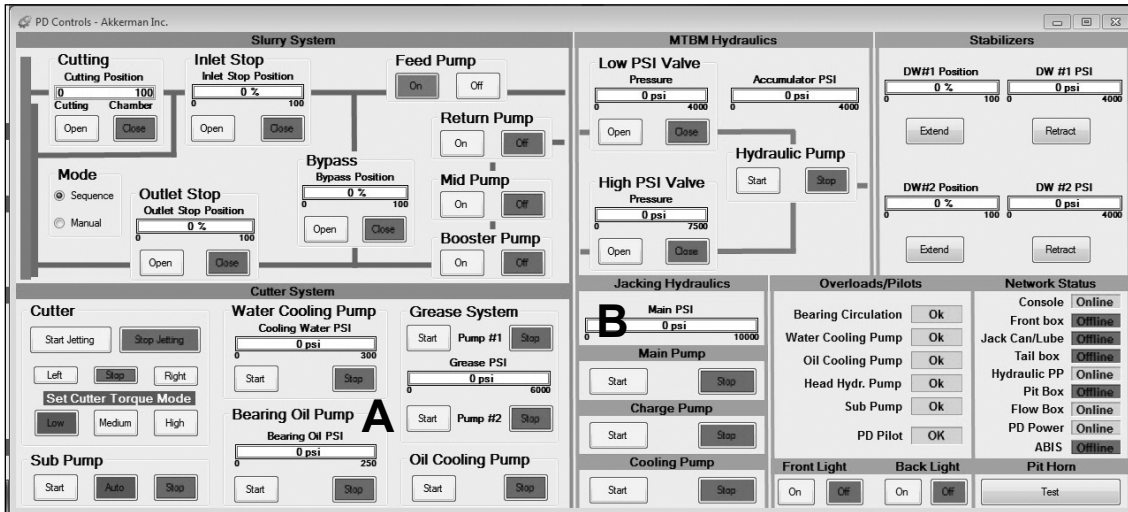 PD Controls - Akkerman Inc.
Slurry System
Cutting
Cutting Position
0 100
Cutting Chamber
Open Close
Inlet Stop
Inlet Stop Position
0 %
0 100
Open Close
Feed Pump
On Off
Return Pump
On Off
Mode
Sequence
Manual
Outlet Stop
Outlet Stop Position
0 %
0 100
Open Close
Bypass
Bypass Position
0 %
0 100
Open Close
Mid Pump
On Off
Booster Pump
On Off
MTBM Hydraulics
Low PSI Valve
Pressure
0 psi
0 4000
Open Close
Accumulator PSI
0 psi
0 4000
Hydraulic Pump
Start Stop
High PSI Valve
Pressure
0 psi
0 7500
Open Close
Stabilizers
DW#1 Position DW #1 PSI
0 % 0 psi
0 100 0 4000
Extend Retract
DW#2 Position DW #2 PSI
0 % 0 psi
0 100 0 4000
Extend Retract
Cutter System
Cutter
Start Jetting Stop Jetting
Left Stop Right
Set Cutter Torque Mode
Low Medium High
Sub Pump
Start Auto Stop
Water Cooling Pump
Cooling Water PSI
0 psi
0 300
Start Stop
Bearing Oil Pump
Bearing Oil PSI
0 psi
0 250
Start Stop
A
Grease System
Start Pump #1 Stop
Grease PSI
0 psi
0 6000
Start Pump #2 Stop
Oil Cooling Pump
Start Stop
Jacking Hydraulics
B
Main PSI
0 psi
0 10000
Main Pump
Start Stop
Charge Pump
Start Stop
Cooling Pump
Start Stop
Overloads/Pilots
Bearing Circulation Ok
Water Cooling Pump Ok
Oil Cooling Pump Ok
Head Hydr. Pump Ok
Sub Pump Ok
PD Pilot OK
Network Status
Console Online
Front box Offline
Jack Can/Lube Offline
Tail box Offline
Hydraulic PP Online
Pit Box Offline
Flow Box Online
PD Power Online
ABIS Offline
Front Light Back Light
On Off On Off
Pit Horn
Test